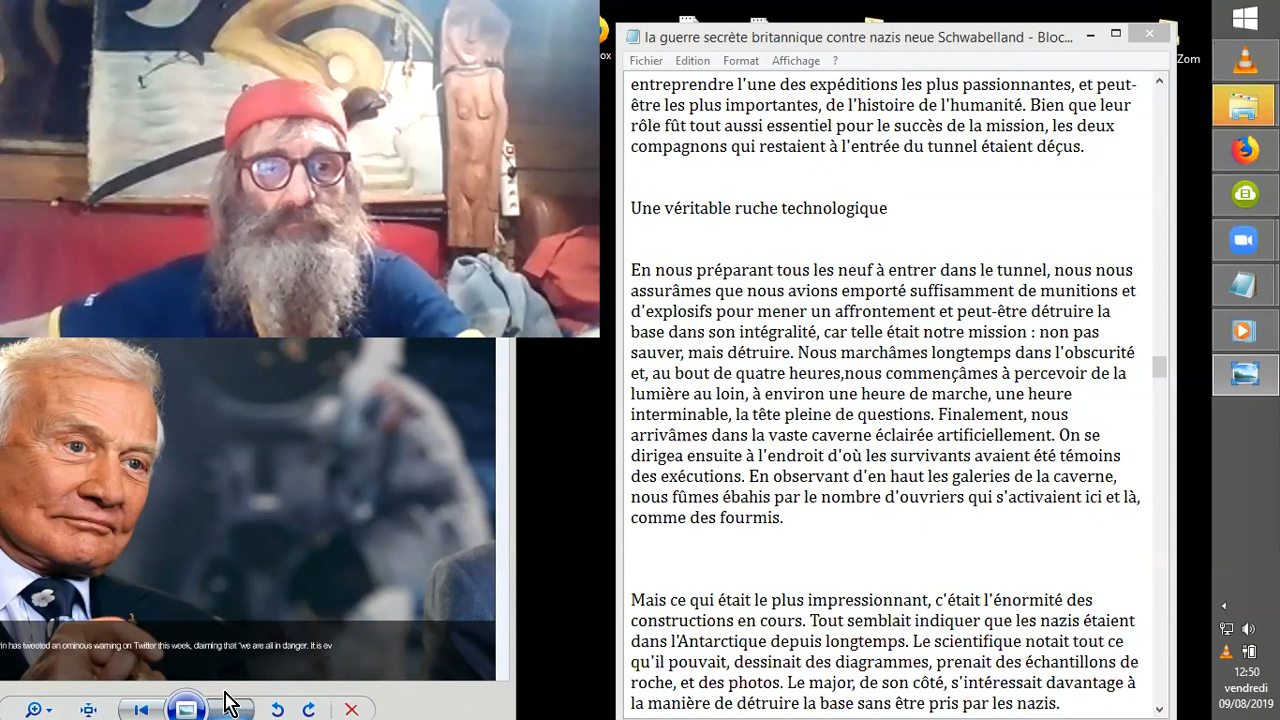 la guerre secrète britannique contre nazis neue Schwabelland - Bloc...
Fichier Edition Format Affichage ?
entreprendre l'une des expéditions les plus passionnantes, et peut-
être les plus importantes, de l'histoire de l'humanité. Bien que leur
rôle fût tout aussi essentiel pour le succès de la mission, les deux
compagnons qui restaient à l'entrée du tunnel étaient déçus.
Une véritable ruche technologique
En nous préparant tous les neuf à entrer dans le tunnel, nous nous
assurâmes que nous avions emporté suffisamment de munitions et
d'explosifs pour mener un affrontement et peut-être détruire la
base dans son intégralité, car telle était notre mission : non pas
sauver, mais détruire. Nous marchâmes longtemps dans l'obscurité
et, au bout de quatre heures,nous commençâmes à percevoir de la
lumière au loin, à environ une heure de marche, une heure
interminable, la tête pleine de questions. Finalement, nous
arrivâmes dans la vaste caverne éclairée artificiellement. On se
dirigea ensuite à l'endroit d'où les survivants avaient été témoins
des exécutions. En observant d'en haut les galeries de la caverne,
nous fûmes ébahis par le nombre d'ouvriers qui s'activaient ici et là,
comme des fourmis.
Mais ce qui était le plus impressionnant, c'était l'énormité des
constructions en cours. Tout semblait indiquer que les nazis étaient
dans l'Antarctique depuis longtemps. Le scientifique notait tout ce
qu'il pouvait, dessinait des diagrammes, prenait des échantillons de
roche, et des photos. Le major, de son côté, s'intéressait davantage à
la manière de détruire la base sans être pris par les nazis.
ox
Zom
rin has tweeted an ominous warning on Twitter this week, claiming that "we are all in danger. It is ev
12:50
vendredi
09/08/2019